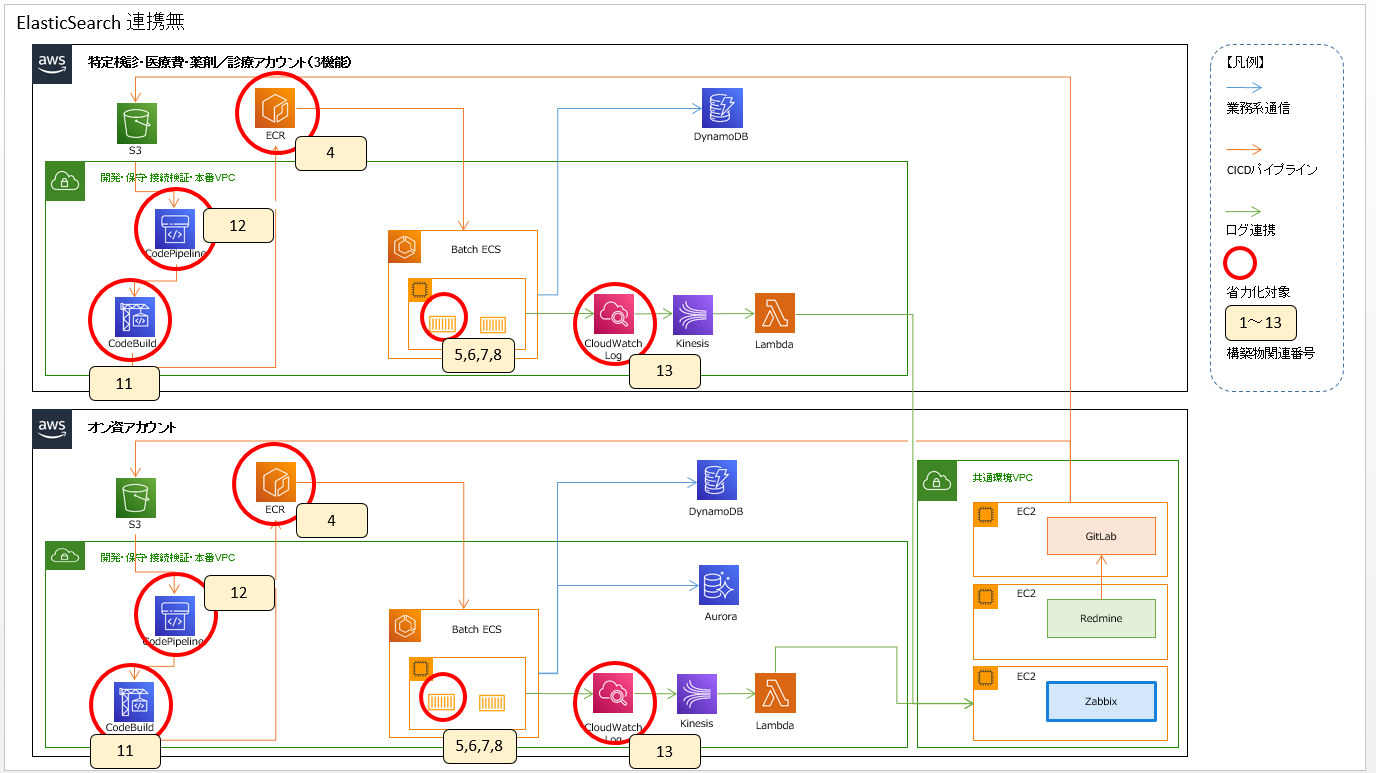 ElasticSearch 連携無
aws
特定検診・医療費・薬剤／診療アカウント（3機能）
S3
ECR
4
DynamoDB
開発・保守・接続検証・本番VPC
CodePipeline
12
CodeBuild
11
Batch ECS
5,6,7,8
CloudWatch
Log
13
Kinesis
Lambda
aws
オン資アカウント
S3
ECR
4
DynamoDB
開発・保守・接続検証・本番VPC
CodePipeline
12
CodeBuild
11
Batch ECS
5,6,7,8
Aurora
CloudWatch
Log
13
Kinesis
Lambda
共通環境VPC
EC2
GitLab
EC2
Redmine
EC2
Zabbix
【凡例】
業務系通信
CICDパイプライン
ログ連携
省力化対象
1～13
構築物関連番号